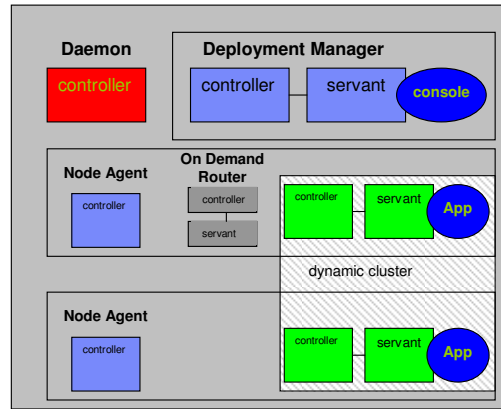 Daemon
controller
Deployment Manager
controller
servant
console
Node Agent
controller
On Demand
Router
controller
servant
controller
servant
App
dynamic cluster
Node Agent
controller
controller
servant
App